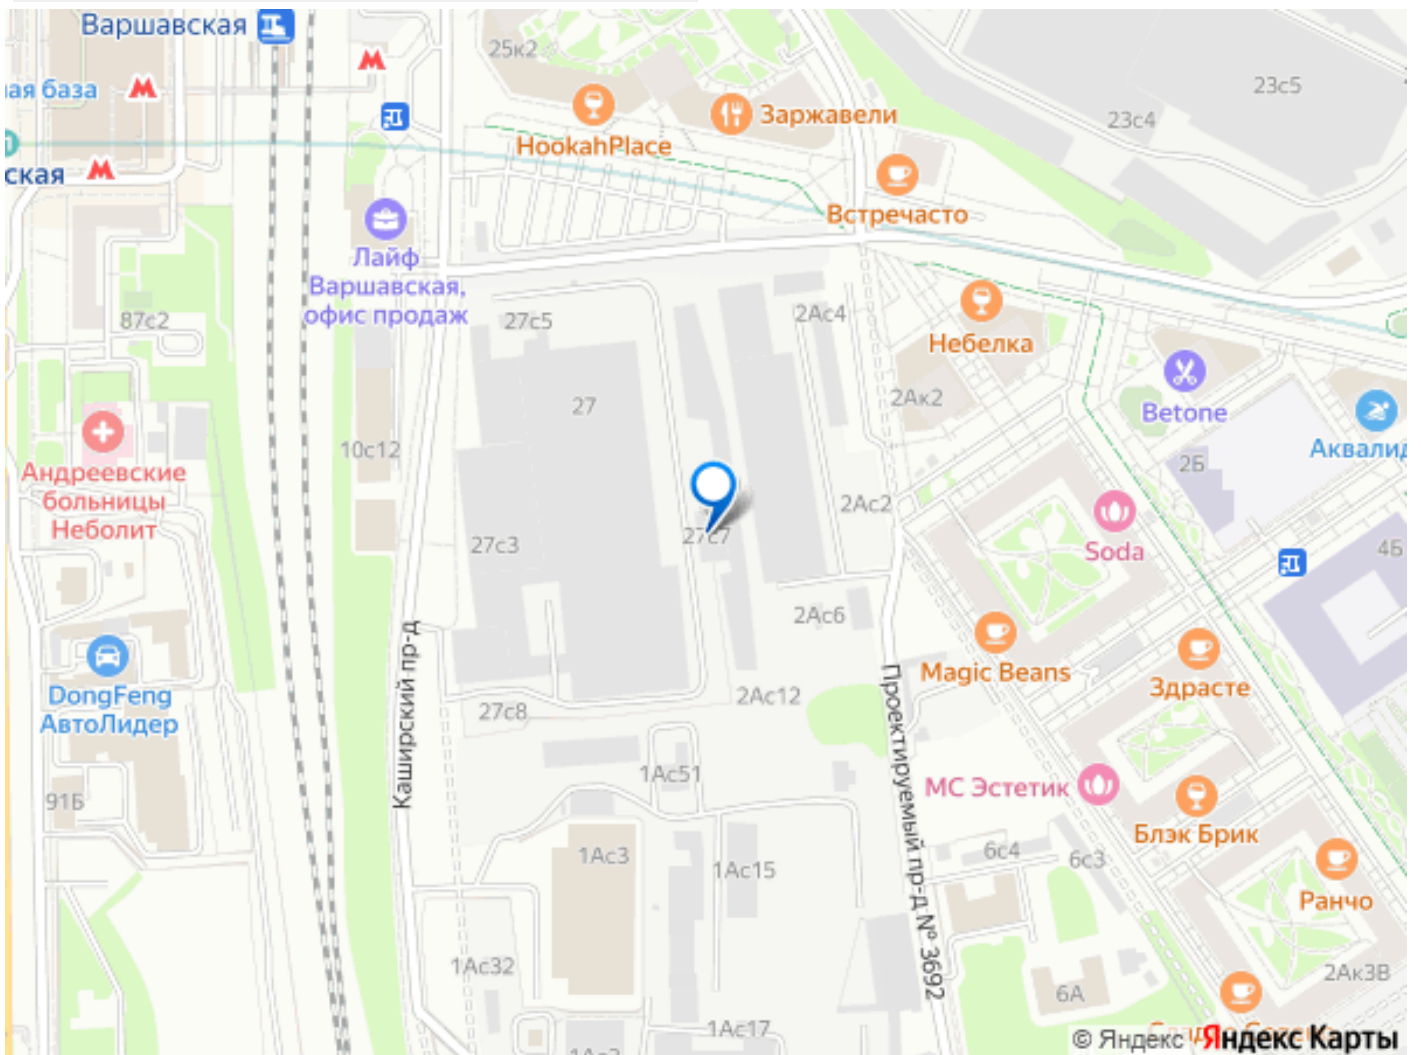 Варшавская
25к2
23с5
ая база
HookahPlace
Заржавели
23с4
ская
Встречасто
Лайф
Варшавская,
офис продаж
87с2
27с5
2Ас4
Небелка
27
2Ак2
Betone
10с12
Аквалид
2Б
Андреевские
больницы
Неболит
2Ас2
27с3
27с7
Soda
4Б
2Ас6
Каширский пр-д
Проектируемый пр-д № 3692
Magic Beans
Здрасте
DongFeng
АвтоЛидер
2Ас12
27с8
1Ас51
МС Эстетик
91Б
Блэк Брик
1Ас3
1Ас15
6с4
6с3
Ранчо
1Ас32
2Ак3В
6А
1Ас17
1Ас2
© Яндекс Яндекс Карты